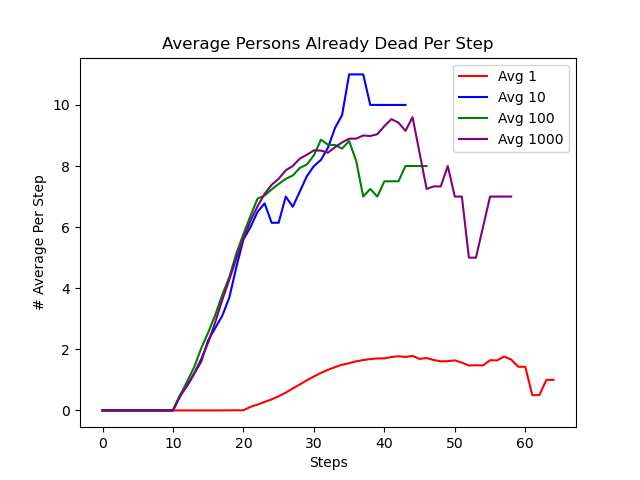 Average Persons Already Dead Per Step
Avg 1
Avg 10
Avg 100
Avg 1000
# Average Per Step
10
8
6
4
2
0
0 10 20 30 40 50 60
Steps